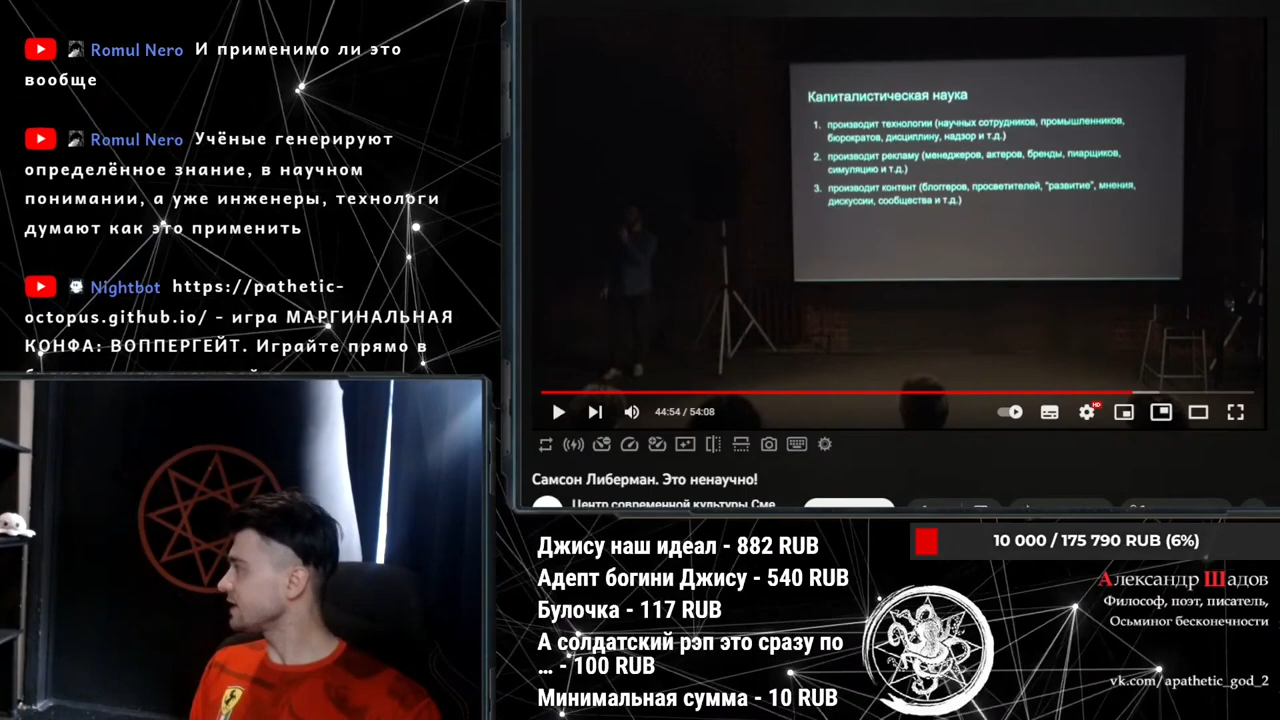 Romul Nero И применимо ли это
вообще
Romul Nero Учёные генерируют
определённое знание, в научном
понимании, а уже инженеры, технологи
думают как это применить
Nightbot https://pathetic-
octopus.github.io/ - игра МАРГИНАЛЬНАЯ
КОНФА: ВОППЕРГЕЙТ. Играйте прямо в
Капиталистическая наука
1. производит технологии (научных сотрудников, промышленников,
бюрократов, дисциплину, надзор и т.д.)
2. производит рекламу (менеджеров, актеров, бренды, пиарщиков,
симуляцию и т.д.)
3. производит контент (блоггеров, просветителей, "развитие", мнения,
дискуссии, сообщества и т.д.)
44:54 / 54:08
HD
Самсон Либерман. Это ненаучно!
Центр современной культуры Сме...
Джису наш идеал - 882 RUB
Адепт богини Джису - 540 RUB
Булочка - 117 RUB
А солдатский рэп это сразу по
... - 100 RUB
Минимальная сумма - 10 RUB
10 000 / 175 790 RUB (6%)
Александр Шадов
Философ, поэт, писатель,
Осьминог бесконечности
vk.com/apathetic_god_2